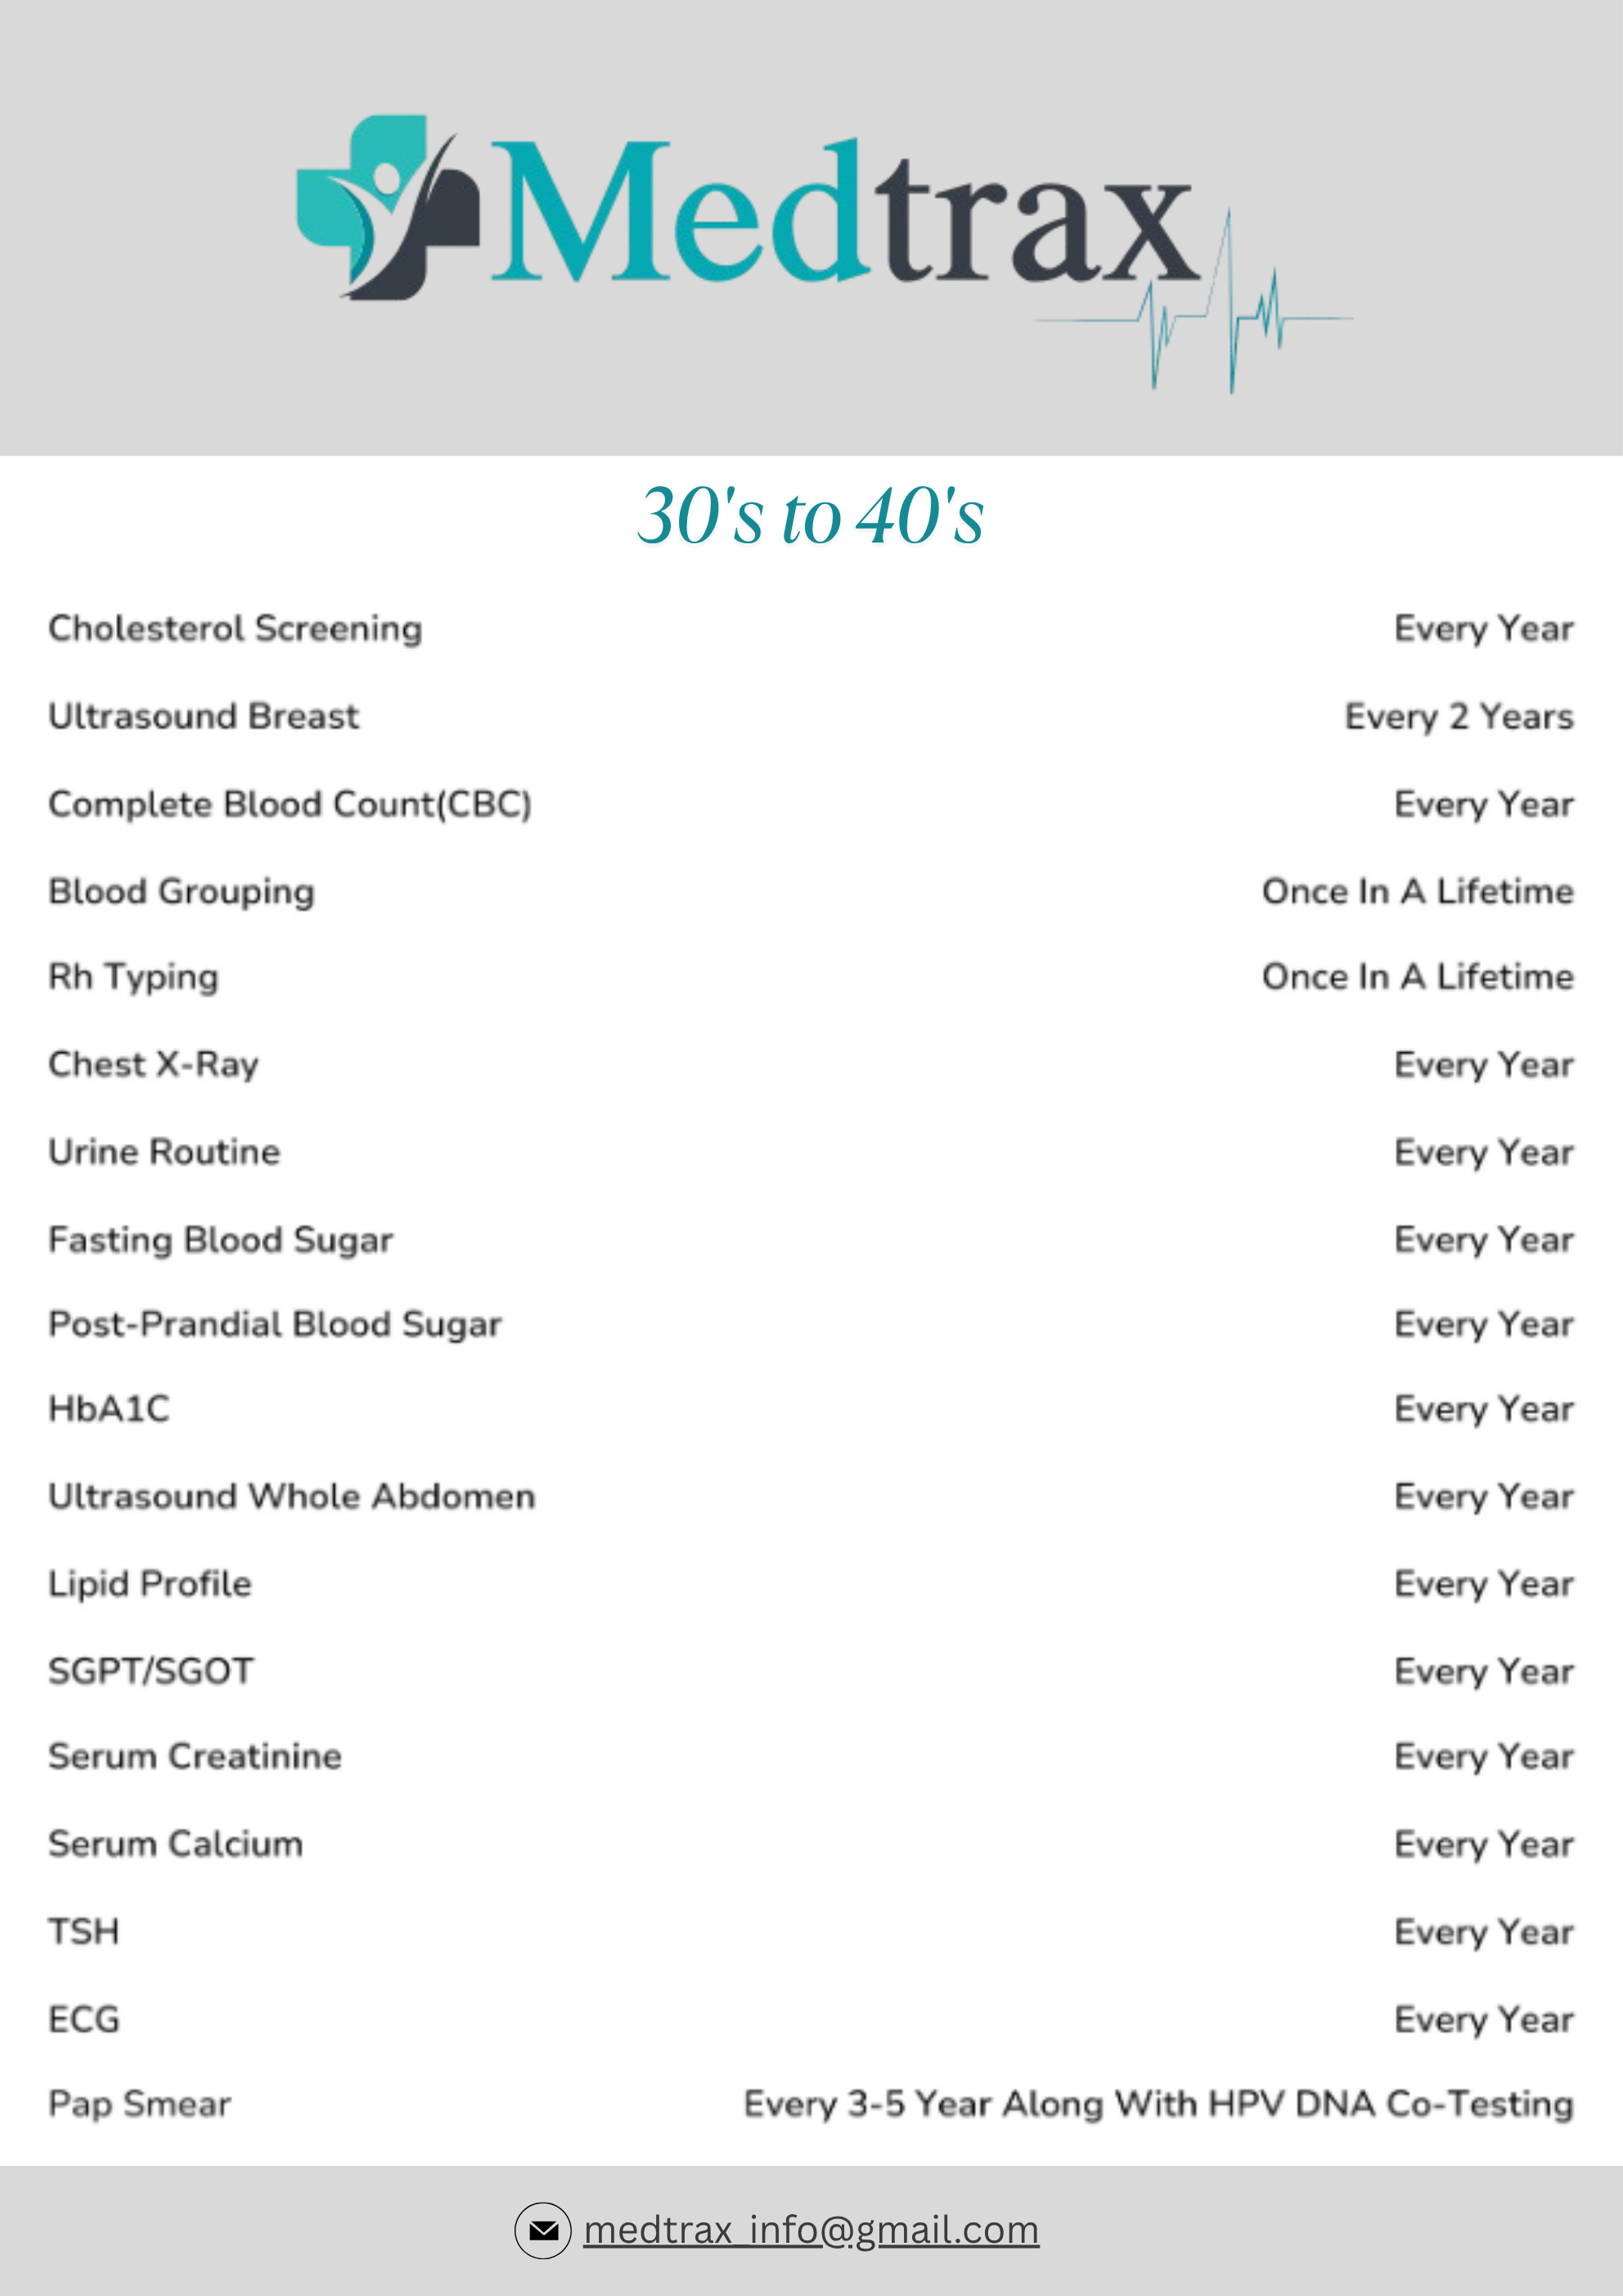 Medtrax
30's to 40's
Cholesterol Screening Every Year
Ultrasound Breast Every 2 Years
Complete Blood Count(CBC) Every Year
Blood Grouping Once In A Lifetime
Rh Typing Once In A Lifetime
Chest X-Ray Every Year
Urine Routine Every Year
Fasting Blood Sugar Every Year
Post-Prandial Blood Sugar Every Year
HbA1C Every Year
Ultrasound Whole Abdomen Every Year
Lipid Profile Every Year
SGPT/SGOT Every Year
Serum Creatinine Every Year
Serum Calcium Every Year
TSH Every Year
ECG Every Year
Pap Smear Every 3-5 Year Along With HPV DNA Co-Testing
medtrax_info@gmail.com